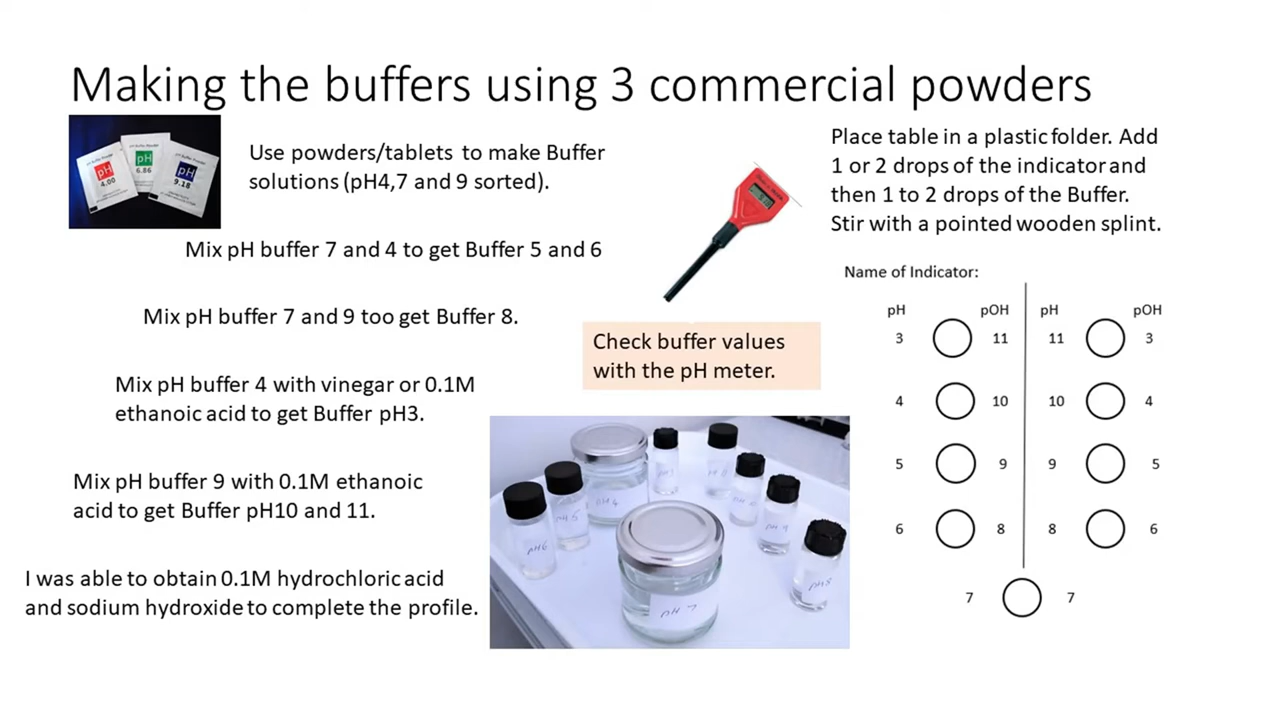 Making the buffers using 3 commercial powders
pH
4.00
pH
6.86
pH
9.18
Use powders/tablets to make Buffer
solutions (pH4,7 and 9 sorted).
Mix pH buffer 7 and 4 to get Buffer 5 and 6
Mix pH buffer 7 and 9 too get Buffer 8.
Mix pH buffer 4 with vinegar or 0.1M
ethanoic acid to get Buffer pH3.
Mix pH buffer 9 with 0.1M ethanoic
acid to get Buffer pH10 and 11.
I was able to obtain 0.1M hydrochloric acid
and sodium hydroxide to complete the profile.
Check buffer values
with the pH meter.
pH6
pH5
pH4
pH 7
pH9
pH8
Place table in a plastic folder. Add
1 or 2 drops of the indicator and
then 1 to 2 drops of the Buffer.
Stir with a pointed wooden splint.
Name of Indicator:
pH pOH pH pOH
3 11 11 3
4 10 10 4
5 9 9 5
6 8 8 6
7 7